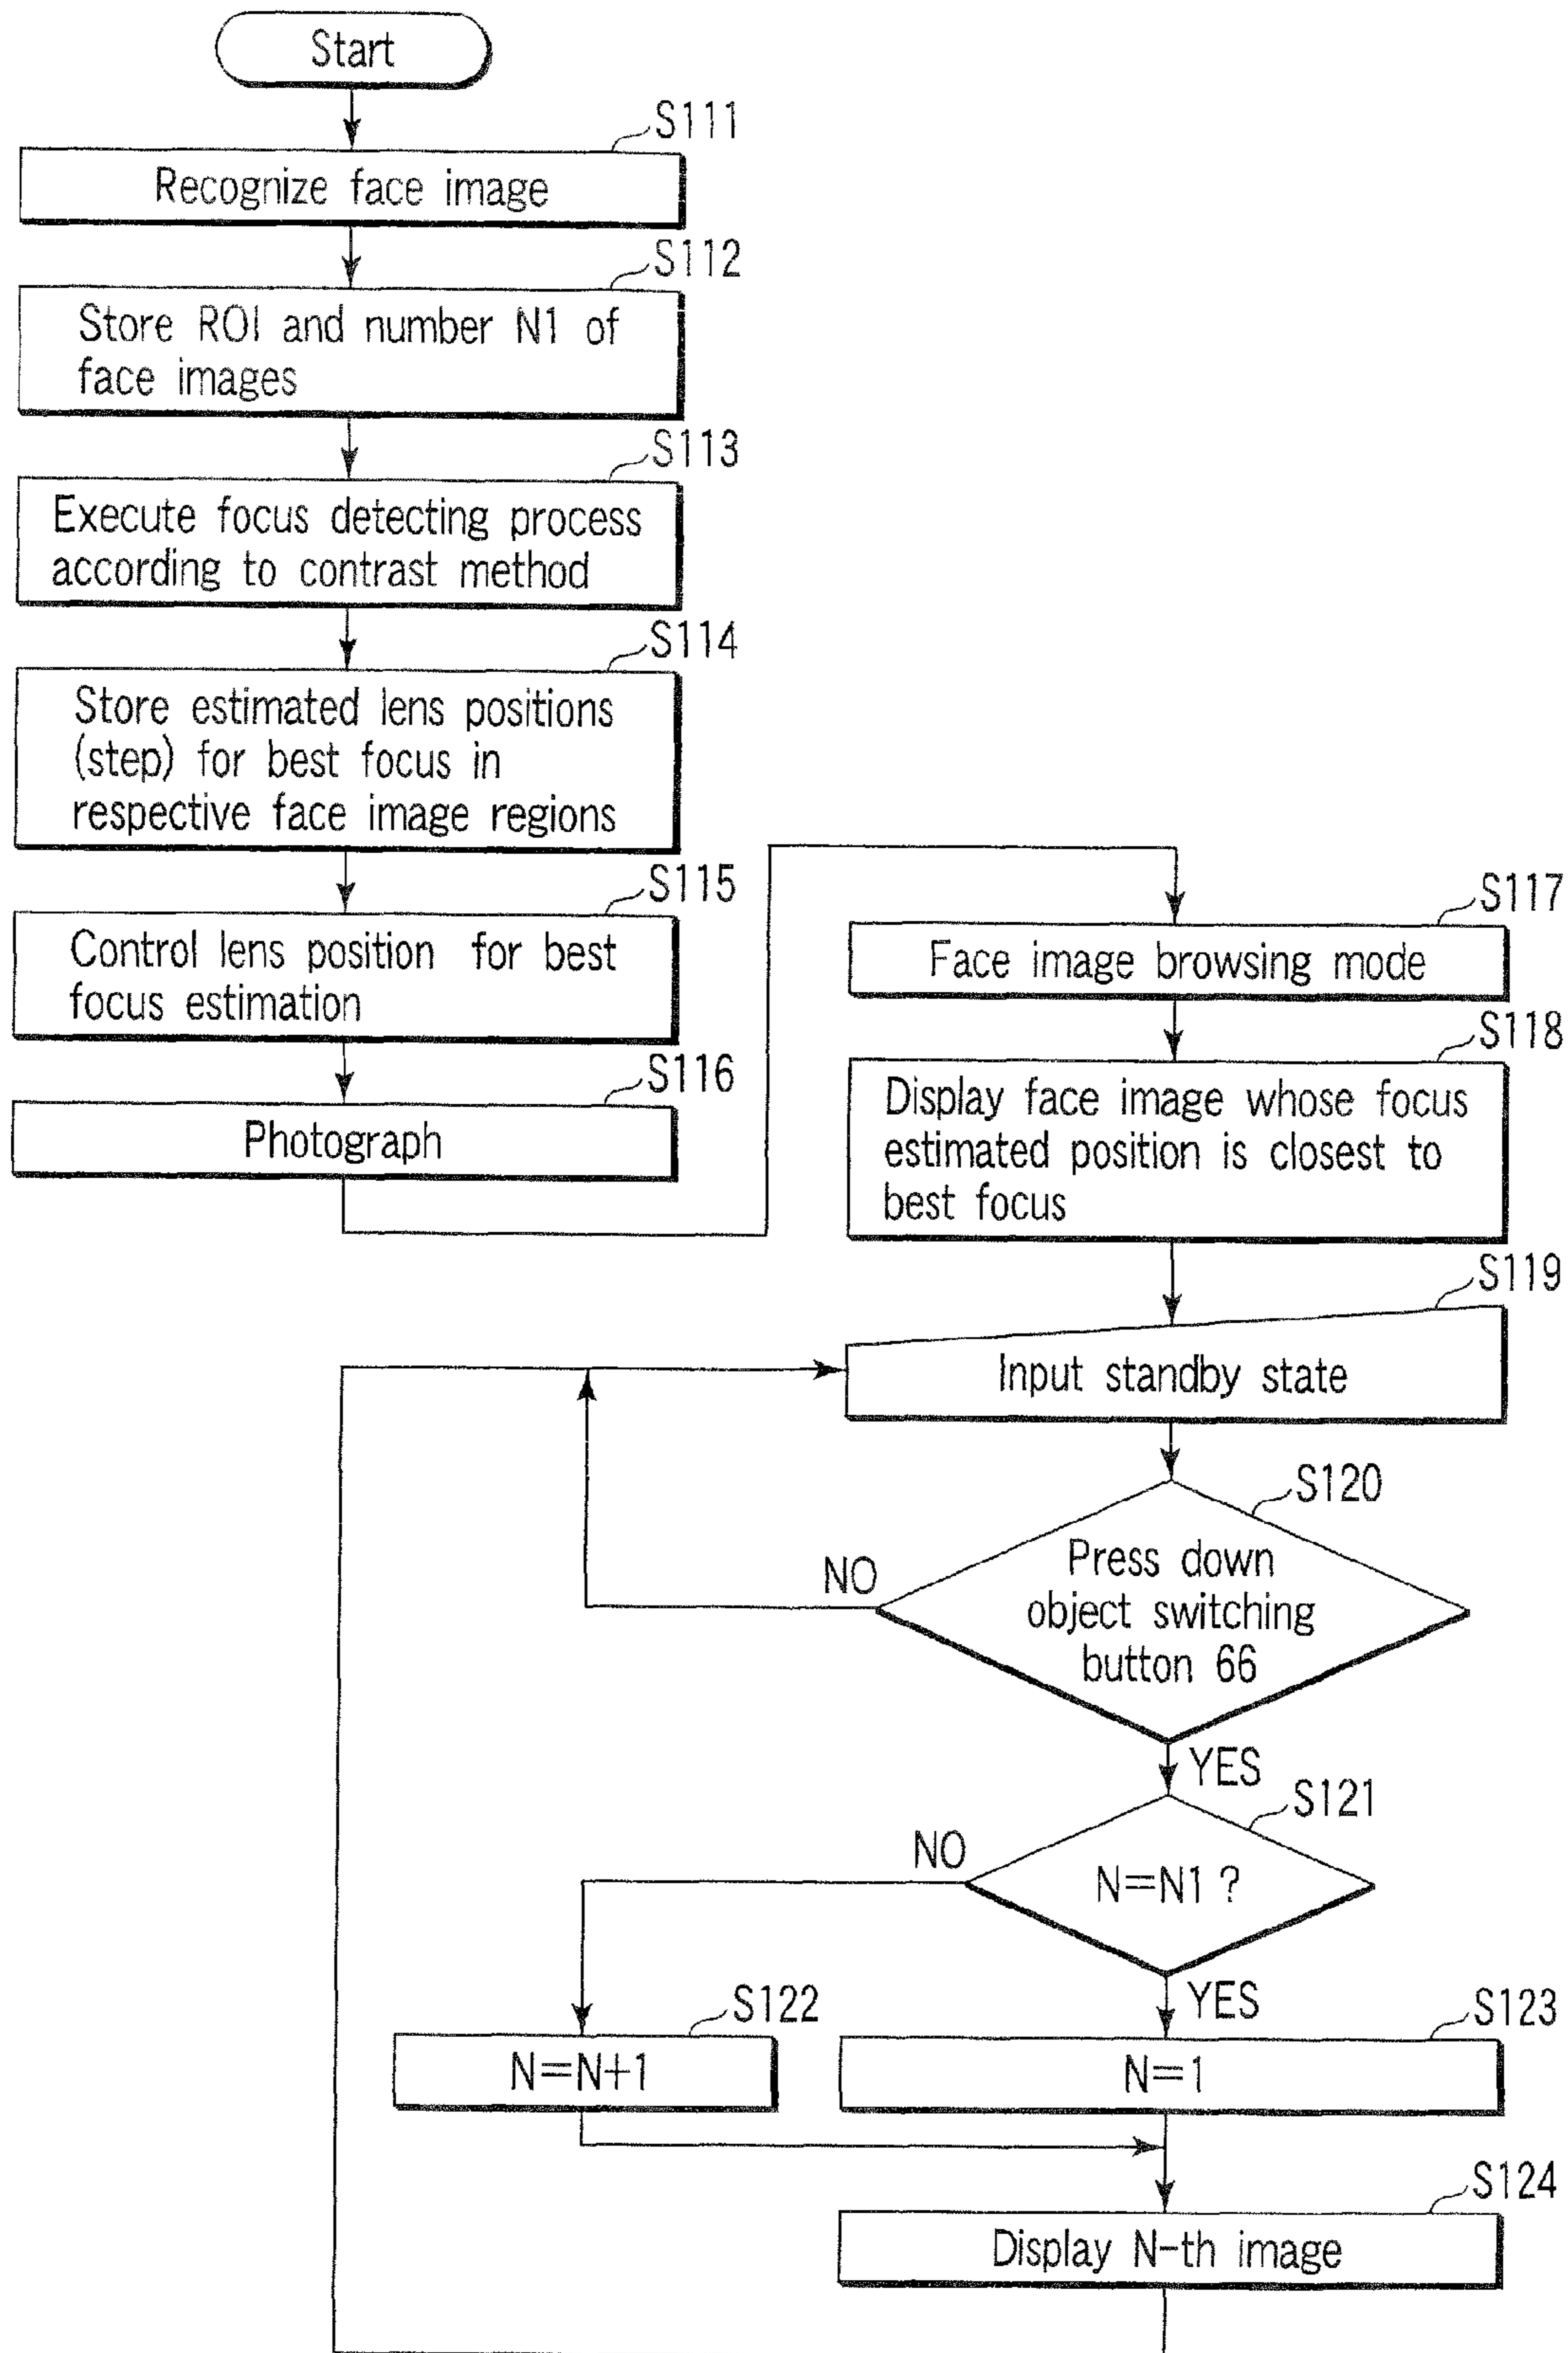 Start
S111
Recognize face image
S112
Store ROI and number N1 of
face images
S113
Execute focus detecting process
according to contrast method
S114
Store estimated lens positions
(step) for best focus in
respective face image regions
S115
Control lens position for best
focus estimation
S116
Photograph
S117
Face image browsing mode
S118
Display face image whose focus
estimated position is closest to
best focus
S119
Input standby state
S120
Press down
object switching
button 66
NO
YES
S121
N=N1 ?
NO
YES
S122
N=N+1
S123
N=1
S124
Display N-th image